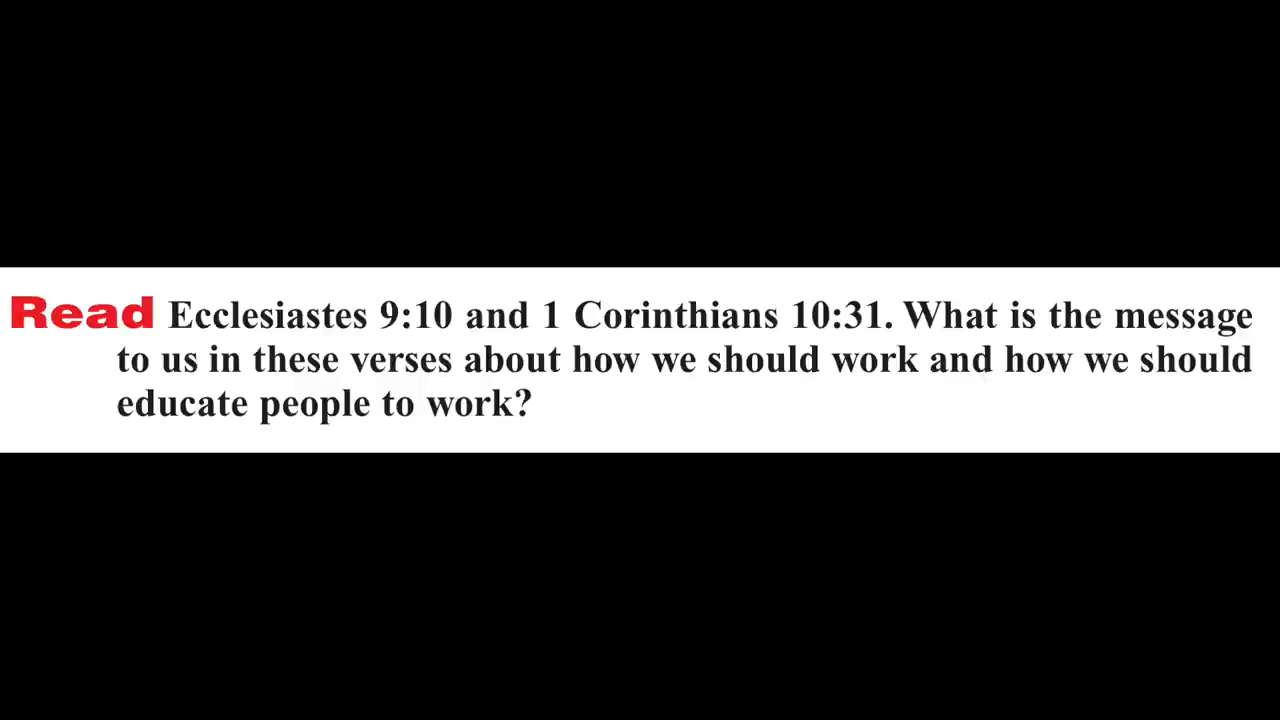 Read Ecclesiastes 9:10 and 1 Corinthians 10:31. What is the message
to us in these verses about how we should work and how we should
educate people to work?